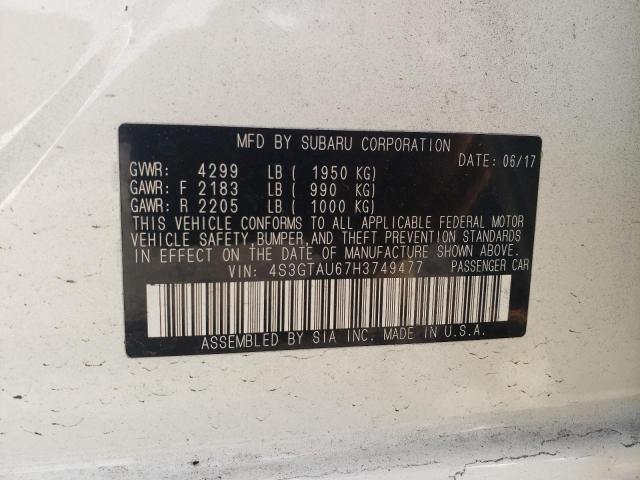 MFD BY SUBARU CORPORATION
DATE: 06/17
GVWR: 4299 LB ( 1950 KG)
GAWR: F 2183 LB ( 990 KG)
GAWR: R 2205 LB ( 1000 KG)
THIS VEHICLE CONFORMS TO ALL APPLICABLE FEDERAL MOTOR
VEHICLE SAFETY, BUMPER, AND THEFT PREVENTION STANDARDS
IN EFFECT ON THE DATE OF MANUFACTURE SHOWN ABOVE.
VIN: 4S3GTAU67H3749477 PASSENGER CAR
ASSEMBLED BY SIA INC. MADE IN U.S.A.